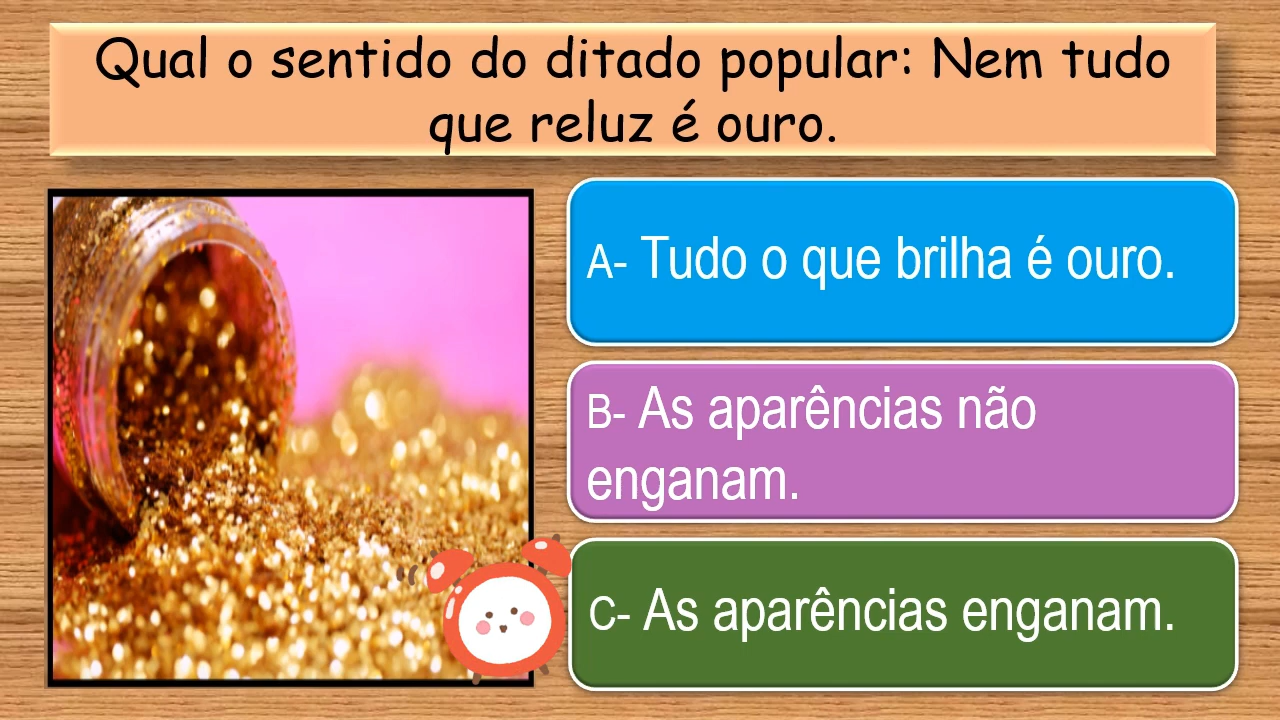 Qual o sentido do ditado popular: Nem tudo
que reluz é ouro.
A- Tudo o que brilha é ouro.
B- As aparências não
enganam.
C- As aparências enganam.